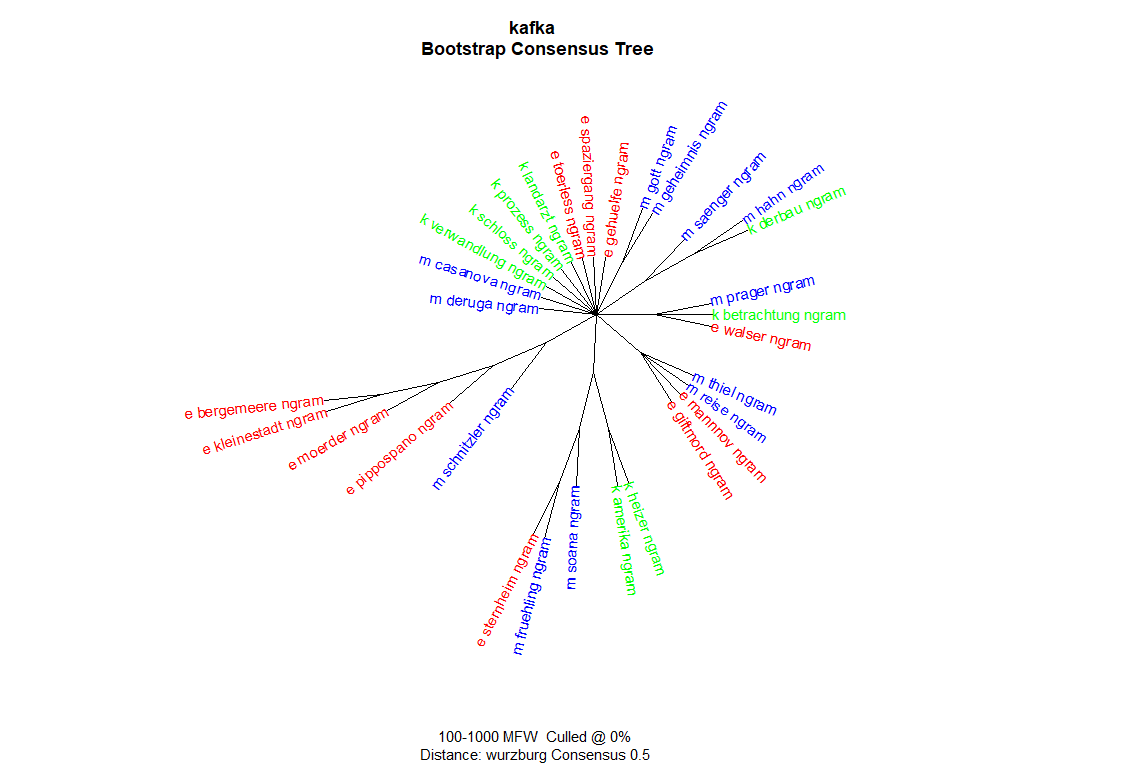 kafka
Bootstrap Consensus Tree
e spaziergang ngram
e gehuelfe ngram
m gott ngram
m geheimnis ngram
m saenger ngram
m hahn ngram
k derbau ngram
e toerless ngram
k landarzt ngram
k prozess ngram
k schloss ngram
k verwandlung ngram
m casanova ngram
m deruga ngram
m prager ngram
k betrachtung ngram
e walser ngram
m thiel ngram
m reise ngram
e mannnov ngram
e giftmord ngram
e bergemeere ngram
e kleinestadt ngram
e moerder ngram
e pippospano ngram
m schnitzler ngram
k heizer ngram
k amerika ngram
m soana ngram
m fruehling ngram
e sternheim ngram
100-1000 MFW  Culled @ 0%
Distance: wurzburg Consensus 0.5